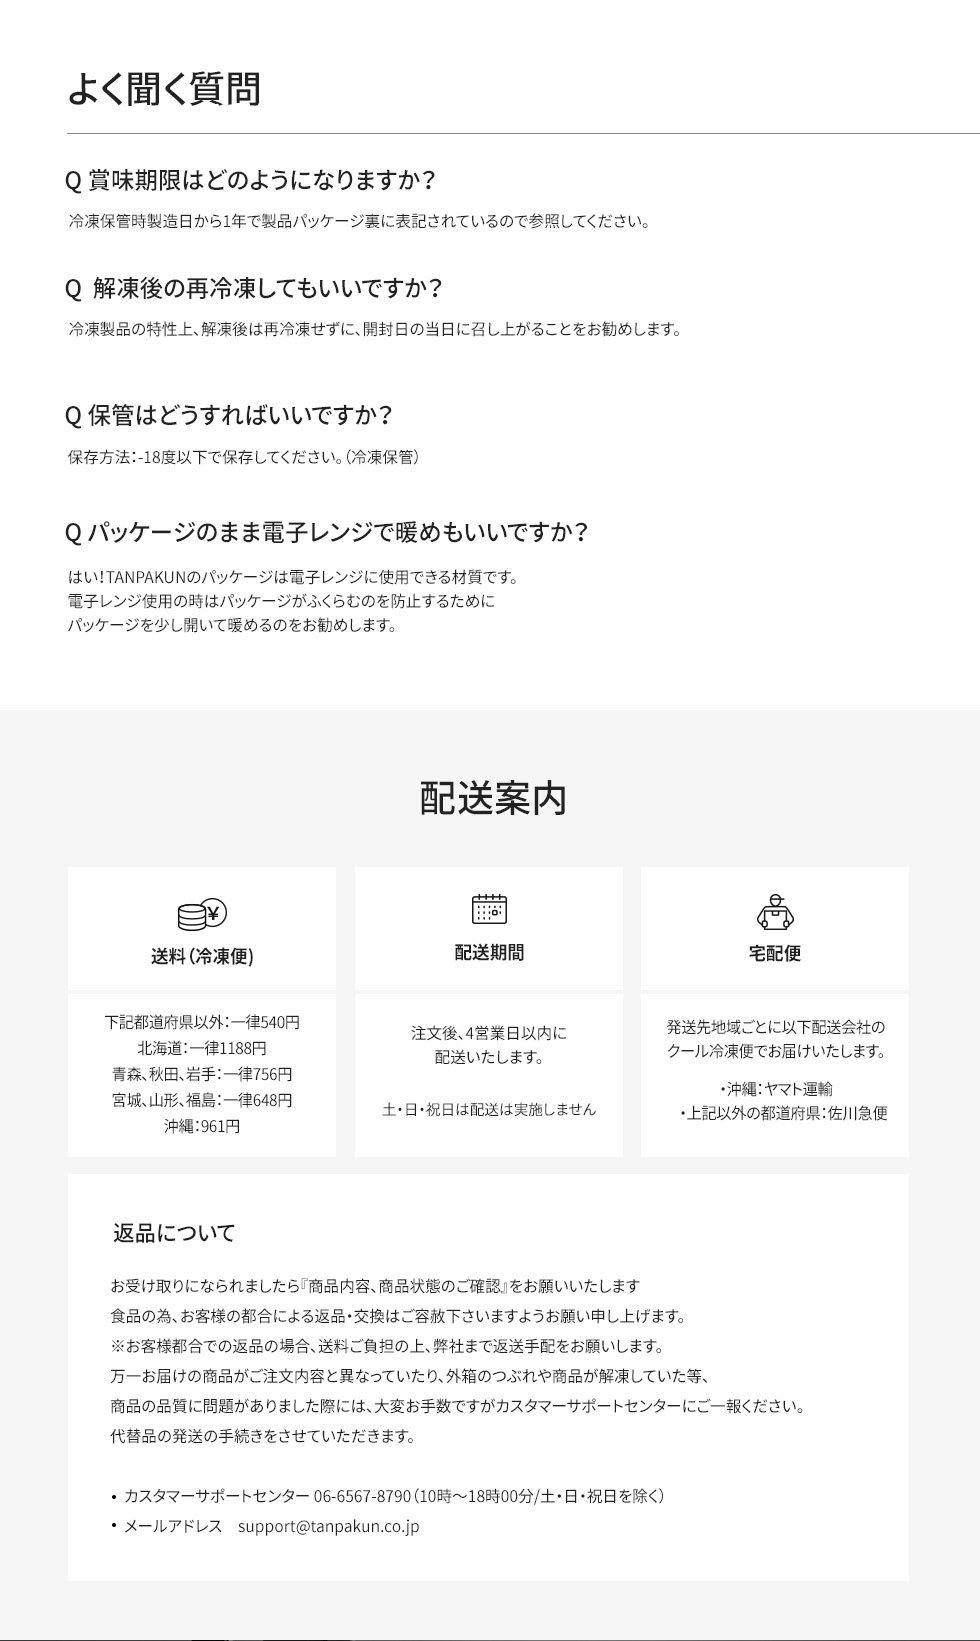 よく聞く質問
Q 賞味期限はどのようになりますか？
冷凍保管時製造日から1年で製品パッケージ裏に表記されているので参照してください。
Q 解凍後の再冷凍してもいいですか？
冷凍製品の特性上、解凍後は再冷凍せずに、開封日の当日に召し上がることをお勧めします。
Q 保管はどうすればいいですか？
保存方法：-18度以下で保存してください。（冷凍保管）
Q パッケージのまま電子レンジで暖めもいいですか？
はい！TANPAKUNのパッケージは電子レンジに使用できる材質です。
電子レンジ使用の時はパッケージがふくらむのを防止するために
パッケージを少し開いて暖めるのをお勧めします。
配送案内
送料（冷凍便）
下記都道府県以外：一律540円
北海道：一律1188円
青森、秋田、岩手：一律756円
宮城、山形、福島：一律648円
沖縄：961円
配送期間
注文後、4営業日以内に
配送いたします。
土・日・祝日は配送は実施しません
宅配便
発送先地域ごとに以下配送会社の
クール冷凍便でお届けいたします。
・沖縄：ヤマト運輸
・上記以外の都道府県：佐川急便
返品について
お受け取りになられましたら『商品内容、商品状態のご確認』をお願いいたします
食品の為、お客様の都合による返品・交換はご容赦下さいますようお願い申し上げます。
※お客様都合での返品の場合、送料ご負担の上、弊社まで返送手配をお願いします。
万一お届けの商品がご注文内容と異なっていたり、外箱のつぶれや商品が解凍していた等、
商品の品質に問題がありました際には、大変お手数ですがカスタマーサポートセンターにご一報ください。
代替品の発送の手続きをさせていただきます。
• カスタマーサポートセンター 06-6567-8790（10時～18時00分/土・日・祝日を除く）
• メールアドレス　support@tanpakun.co.jp